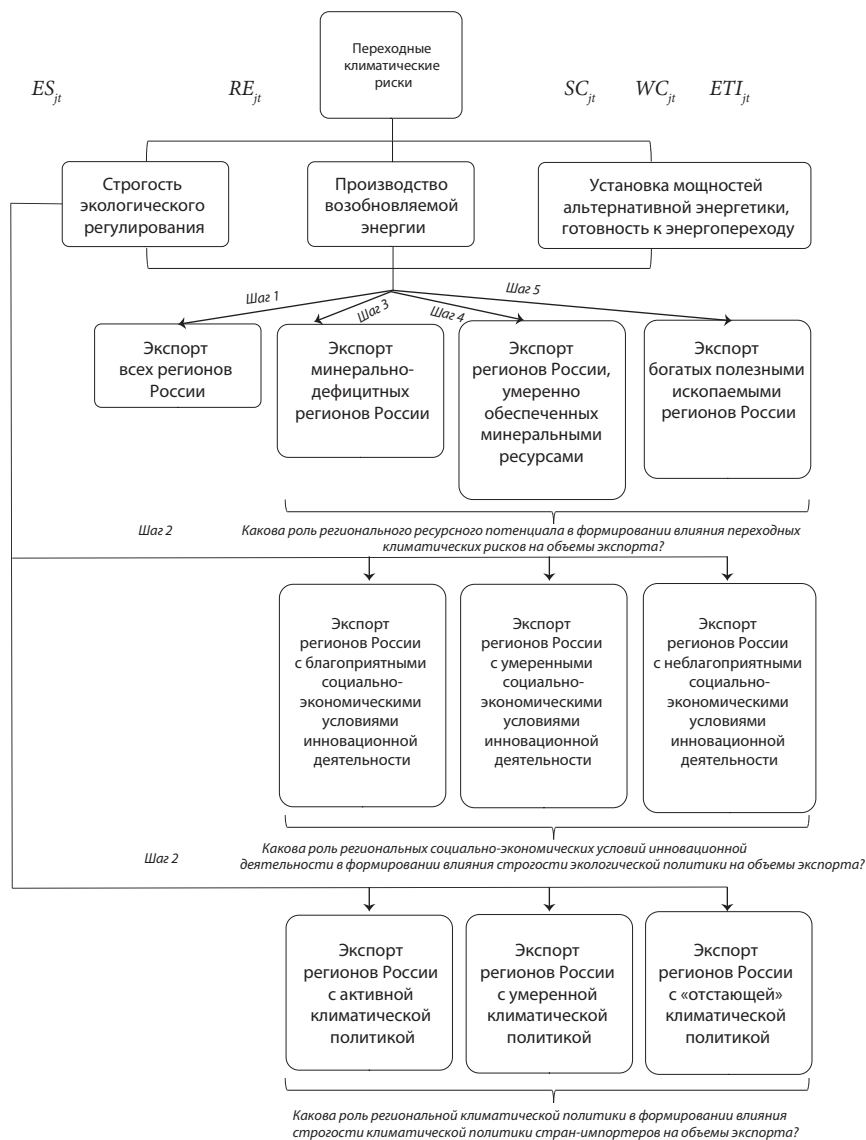 Переходные
климатические
риски
ES_jt
RE_jt
SC_jt
WC_jt
ETI_jt
Строгость
экологического
регулирования
Производство
возобновляемой
энергии
Установка мощностей
альтернативной энергетики,
готовность к энергопереходу
Шаг 1
Шаг 3
Шаг 4
Шаг 5
Экспорт
всех регионов
России
Экспорт
минерально-
дефицитных
регионов России
Экспорт
регионов России,
умеренно
обеспеченных
минеральными
ресурсами
Экспорт
богатых полезными
ископаемыми
регионов России
Шаг 2
Какова роль регионального ресурсного потенциала в формировании влияния переходных
климатических рисков на объемы экспорта?
Экспорт
регионов России
с благоприятными
социально-
экономическими
условиями
инновационной
деятельности
Экспорт
регионов России
с умеренными
социально-
экономическими
условиями
инновационной
деятельности
Экспорт
регионов России
с неблагоприятными
социально-
экономическими
условиями
инновационной
деятельности
Шаг 2
Какова роль региональных социально-экономических условий инновационной
деятельности в формировании влияния строгости экологической политики на объемы экспорта?
Экспорт
регионов России
с активной
климатической
политикой
Экспорт
регионов России
с умеренной
климатической
политикой
Экспорт
регионов России
с «отстающей»
климатической
политикой
Какова роль региональной климатической политики в формировании влияния
строгости климатической политики стран-импортеров на объемы экспорта?